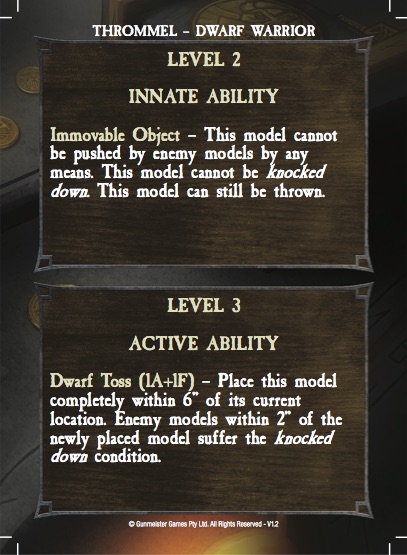 THROMMEL – DWARF WARRIOR
LEVEL 2
INNATE ABILITY
Immovable Object – This model cannot
be pushed by enemy models by any
means. This model cannot be knocked
down. This model can still be thrown.
LEVEL 3
ACTIVE ABILITY
Dwarf Toss (1A+1F) – Place this model
completely within 6” of its current
location. Enemy models within 2” of the
newly placed model suffer the knocked
down condition.
© Gunmeister Games Pty Ltd. All Rights Reserved - V1.2